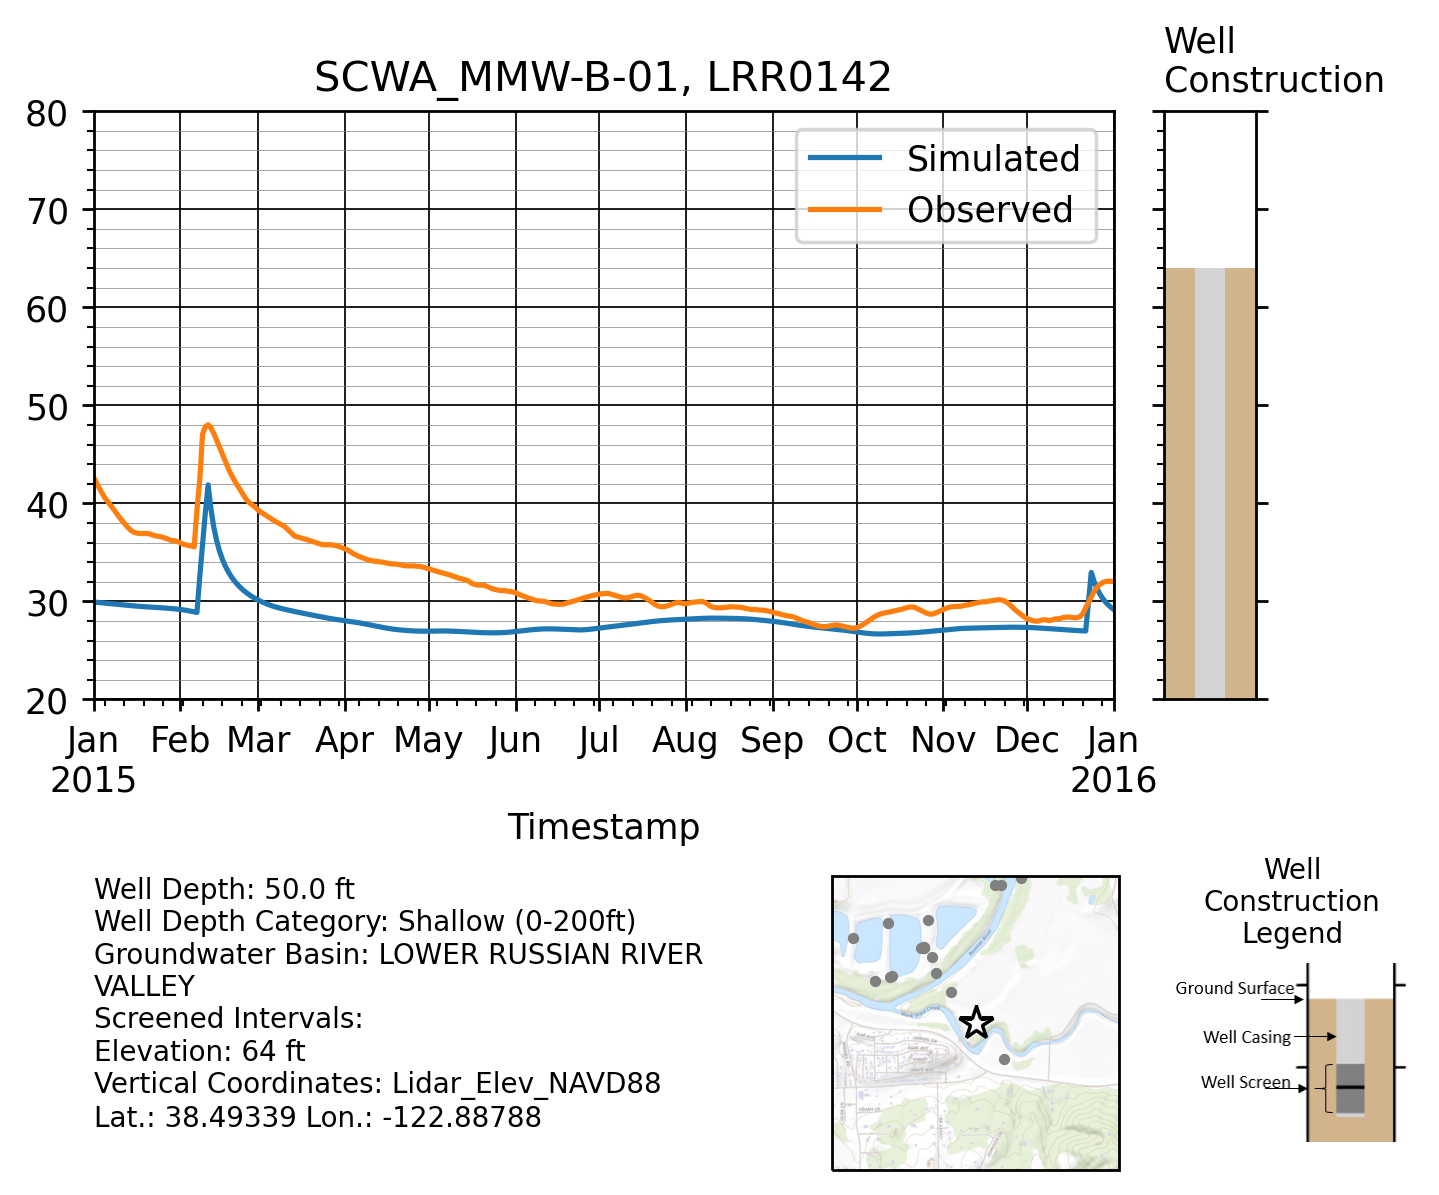 Well
Construction
SCWA_MMW-B-01, LRR0142
80
70
60
50
40
30
20
Simulated
Observed
Jan Feb Mar Apr May Jun Jul Aug Sep Oct Nov Dec Jan
2015 2016
Timestamp
Well Depth: 50.0 ft
Well Depth Category: Shallow (0-200ft)
Groundwater Basin: LOWER RUSSIAN RIVER
VALLEY
Screened Intervals:
Elevation: 64 ft
Vertical Coordinates: Lidar_Elev_NAVD88
Lat.: 38.49339 Lon.: -122.88788
Well
Construction
Legend
Ground Surface
Well Casing
Well Screen